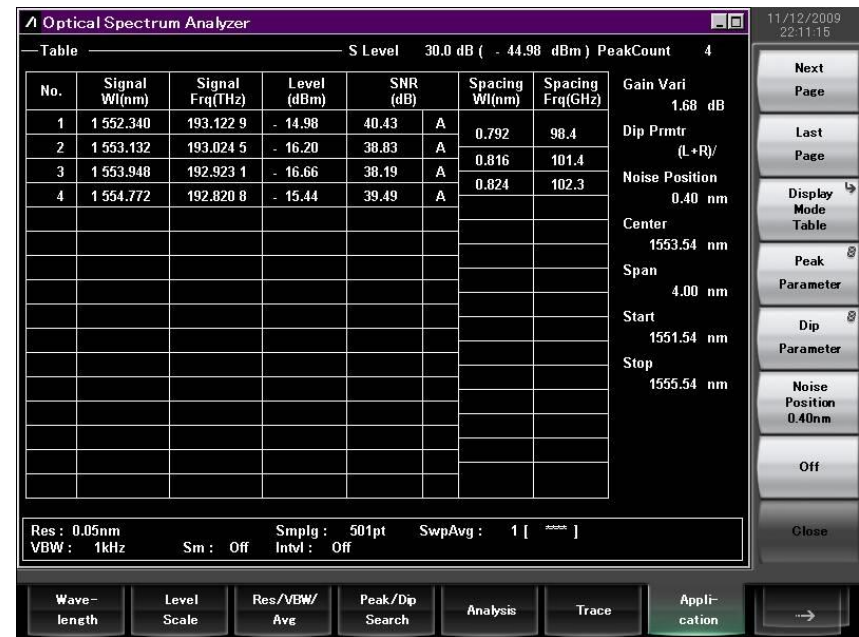 Optical Spectrum Analyzer
11/12/2009
22:11:15
Table S Level 30.0 dB ( - 44.98 dBm ) PeakCount 4
No. Signal Wl(nm) Signal Frq(THz) Level (dBm) SNR (dB) Spacing Wl(nm) Spacing Frq(GHz)
1 1 552.340 193.122 9 - 14.98 40.43 A
0.792 98.4
2 1 553.132 193.024 5 - 16.20 38.83 A
0.816 101.4
3 1 553.948 192.923 1 - 16.66 38.19 A
0.824 102.3
4 1 554.772 192.820 8 - 15.44 39.49 A
Gain Vari
1.68 dB
Dip Prmtr
(L+R)/
Noise Position
0.40 nm
Center
1553.54 nm
Span
4.00 nm
Start
1551.54 nm
Stop
1555.54 nm
Res : 0.05nm Smplg : 501pt SwpAvg : 1 [ **** ]
VBW : 1kHz Sm : Off Intvl : Off
Next
Page
Last
Page
Display
Mode
Table
Peak
Parameter
Dip
Parameter
Noise
Position
0.40nm
Off
Close
Wave-
length
Level
Scale
Res/VBW/
Avg
Peak/Dip
Search
Analysis
Trace
Appli-
cation